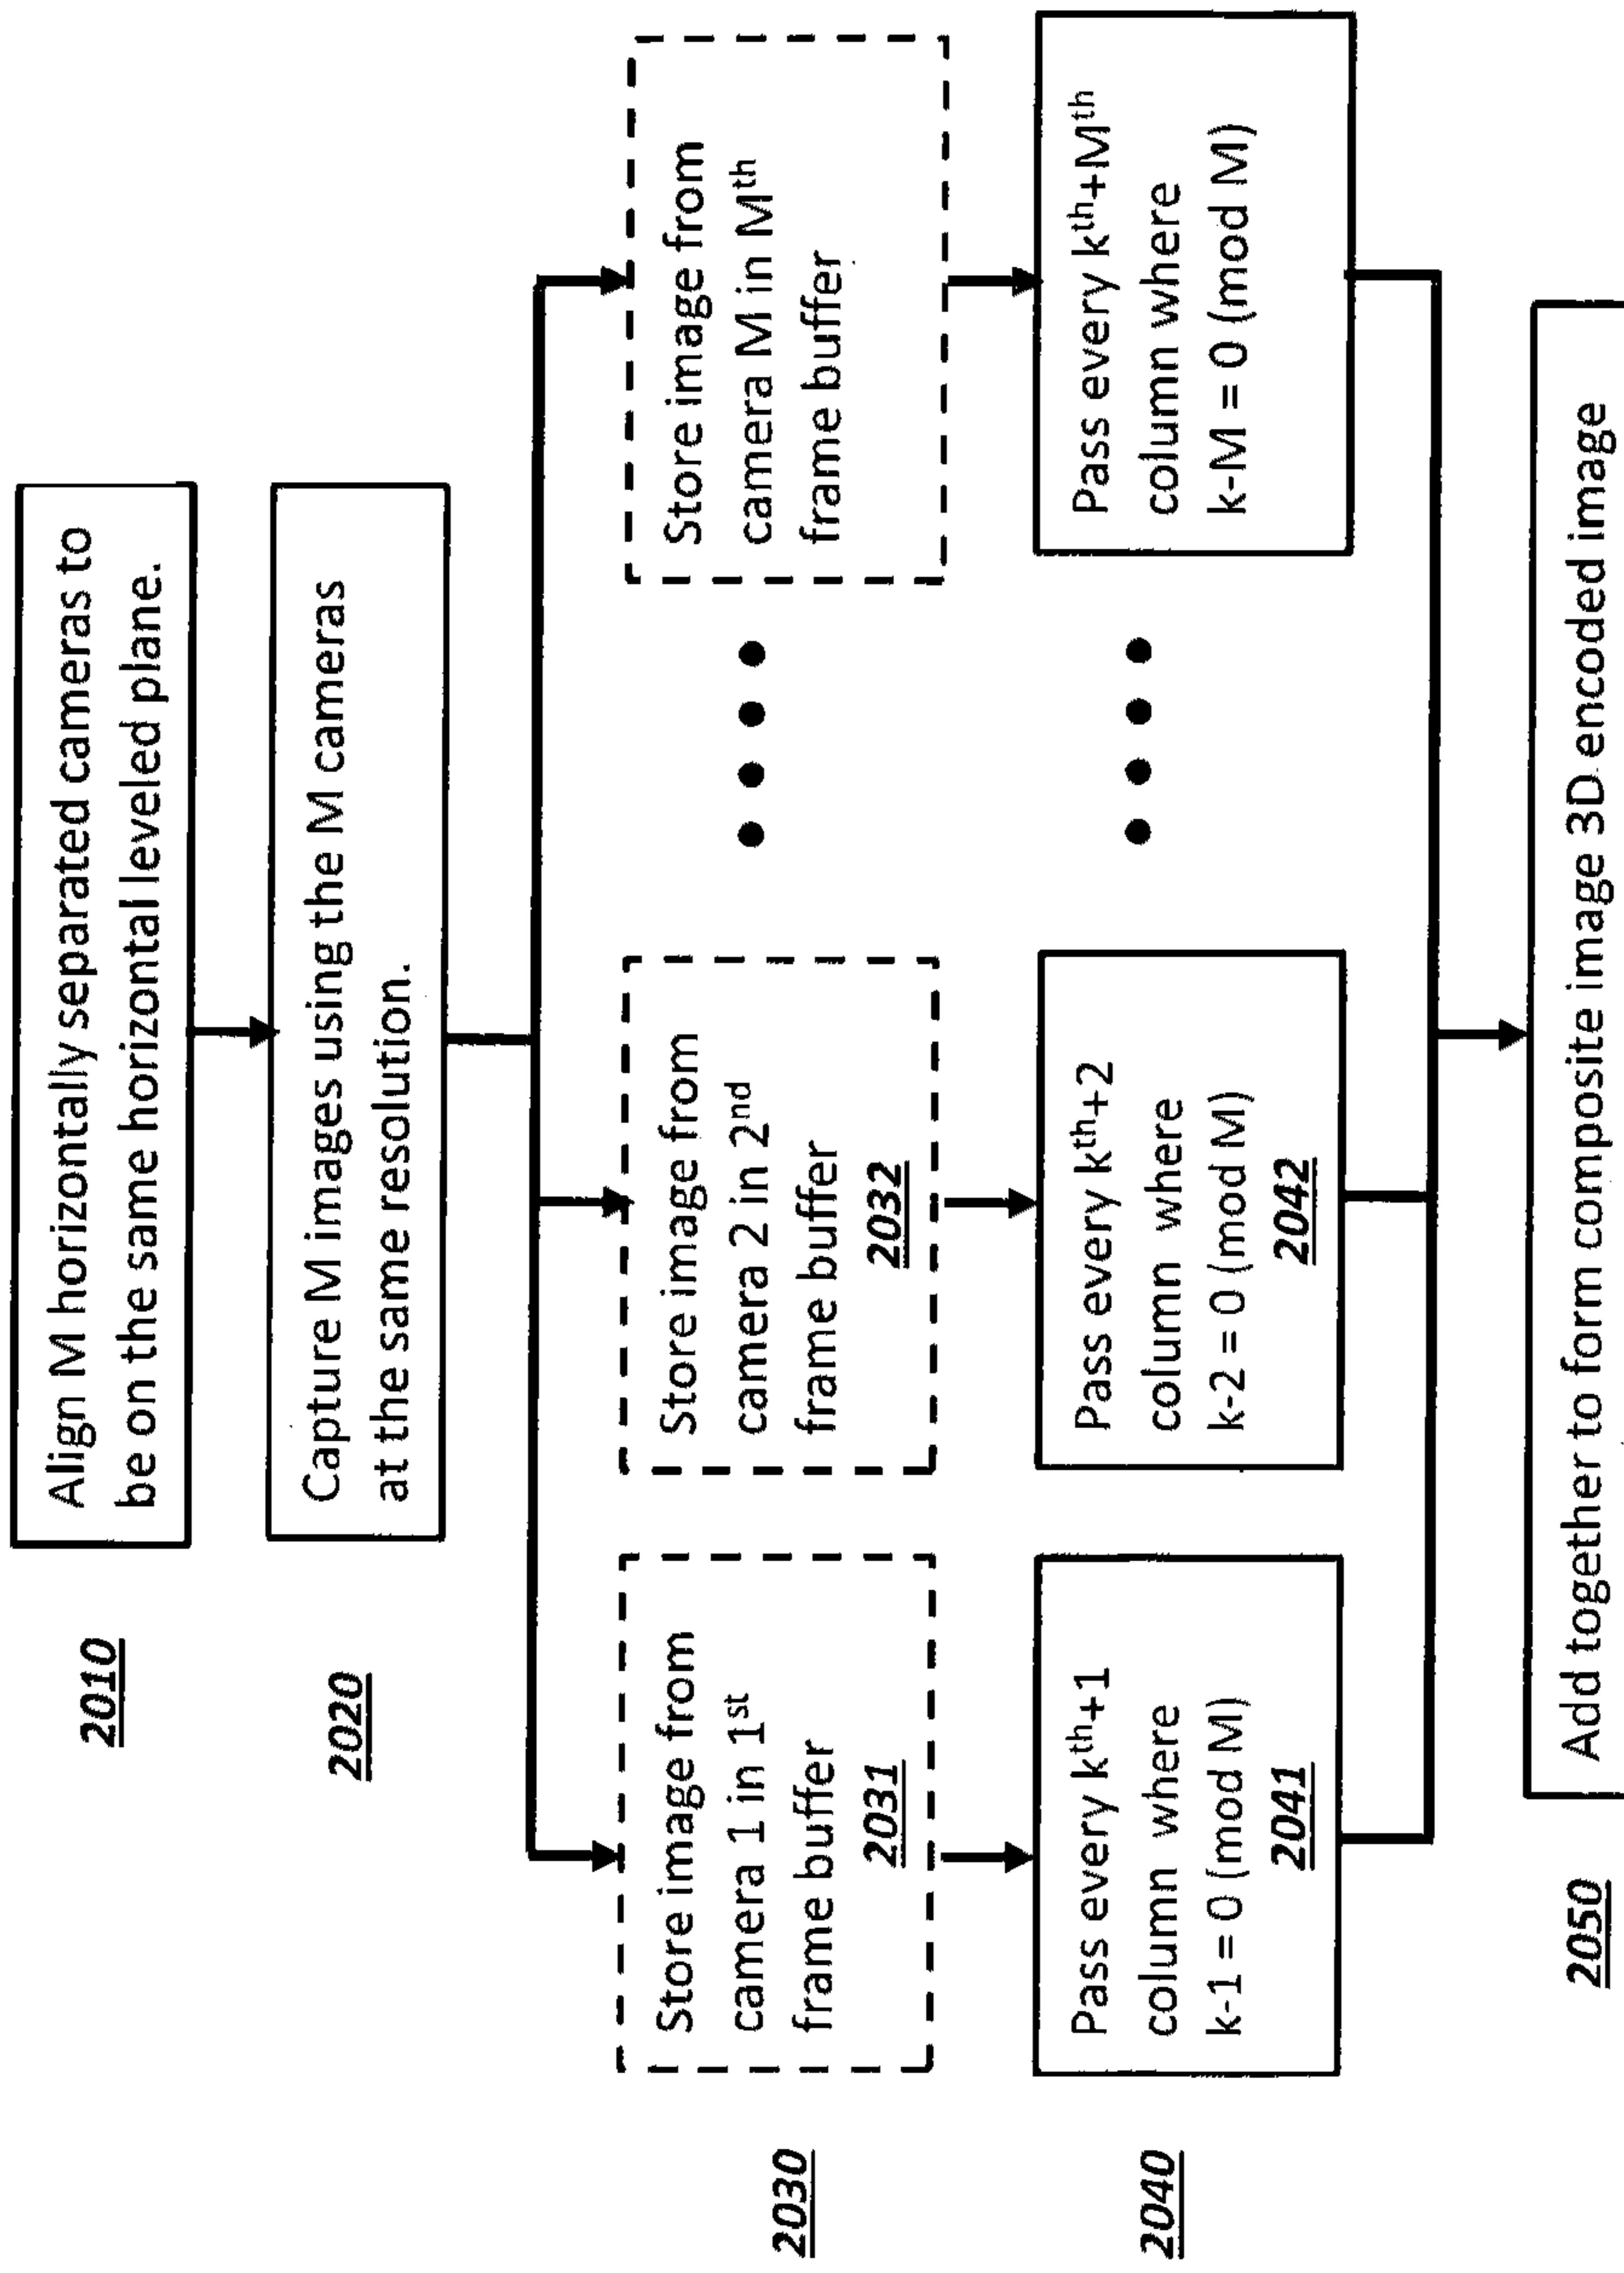 2010
Align M horizontally separated cameras to
be on the same horizontal leveled plane.
2020
Capture M images using the M cameras
at the same resolution.
2030
Store image from
camera 1 in 1st
frame buffer
2031
Store image from
camera 2 in 2nd
frame buffer
2032
Store image from
camera M in Mth
frame buffer
2040
Pass every kth+1
column where
k-1 = 0 (mod M)
2041
Pass every kth+2
column where
k-2 = 0 (mod M)
2042
Pass every kth+Mth
column where
k-M = 0 (mod M)
2050
Add together to form composite image 3D encoded image